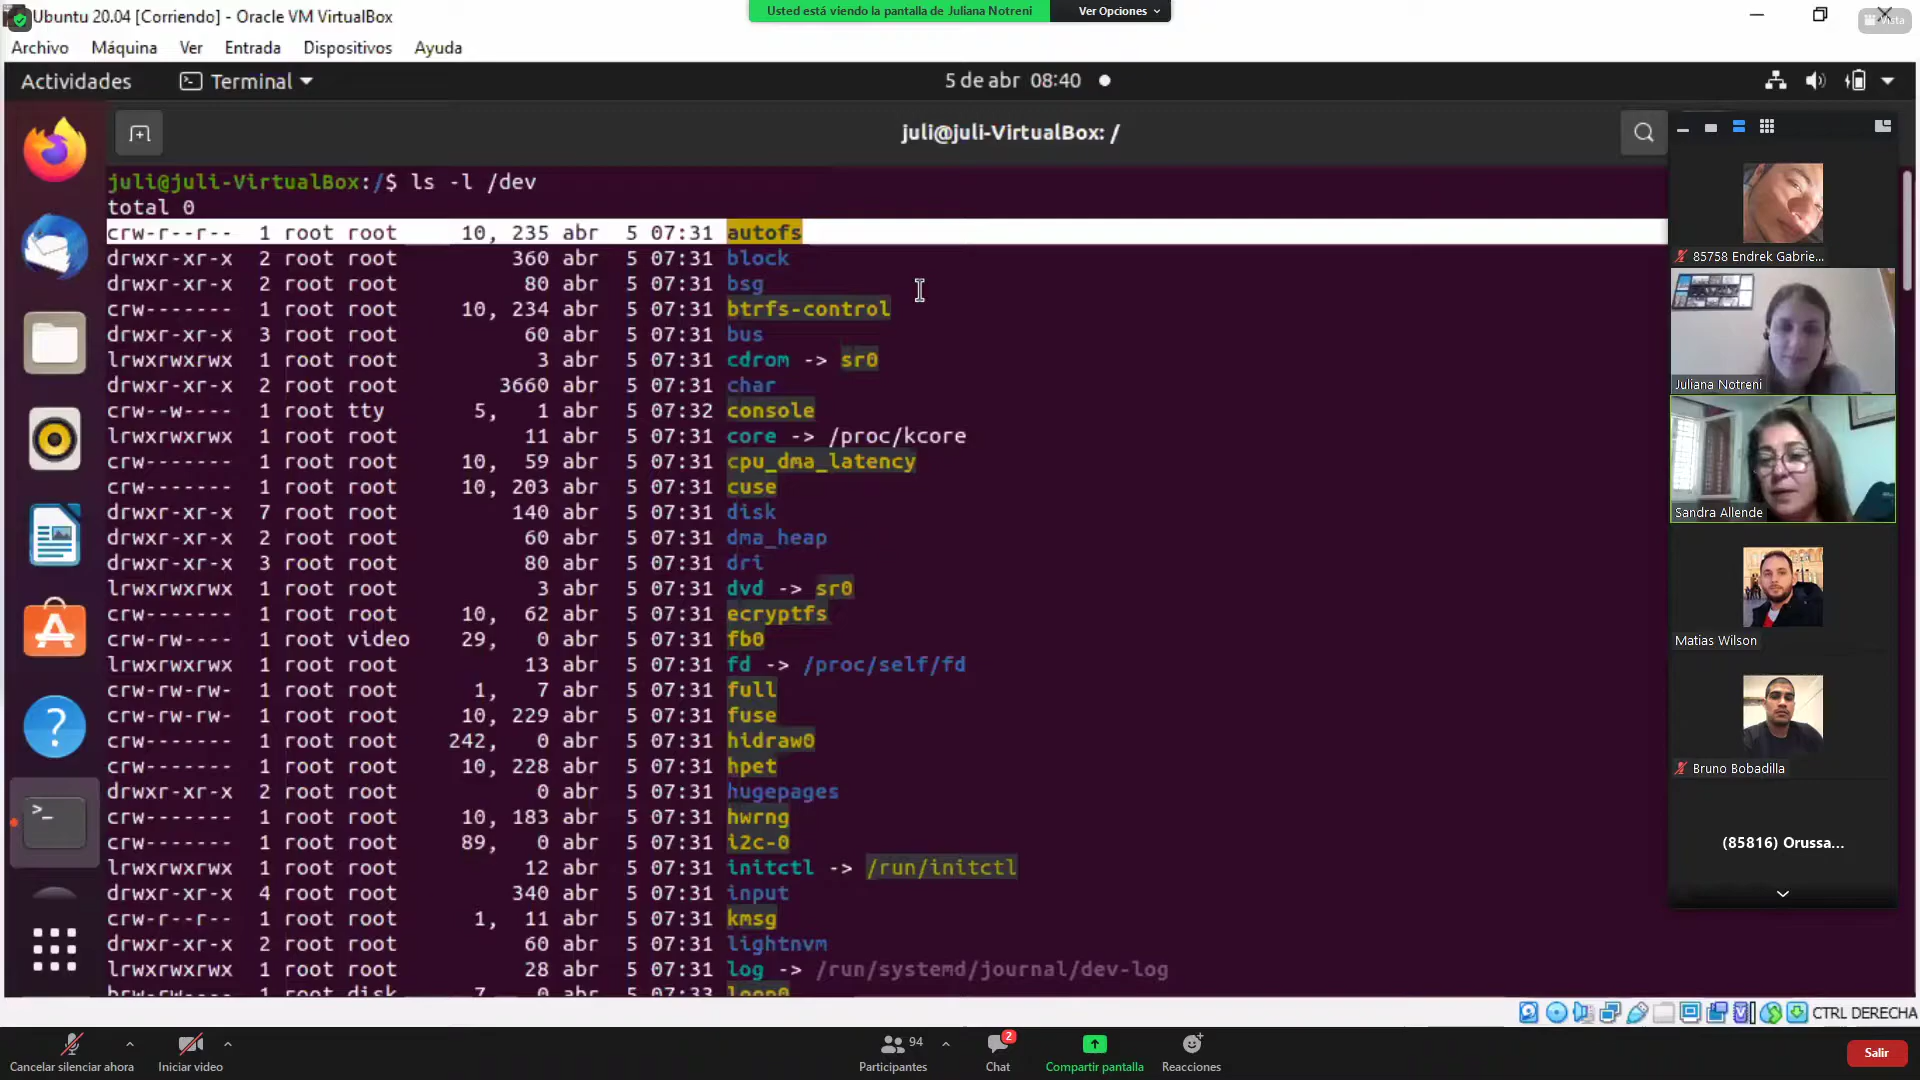 Ubuntu 20.04 [Corriendo] - Oracle VM VirtualBox
Usted está viendo la pantalla de Juliana Notreni
Ver Opciones
Vista
Archivo Máquina Ver Entrada Dispositivos Ayuda
Actividades Terminal 5 de abr 08:40
juli@juli-VirtualBox: /
juli@juli-VirtualBox:/$ ls -l /dev
total 0
crw-r--r-- 1 root root 10, 235 abr 5 07:31 autofs
drwxr-xr-x 2 root root 360 abr 5 07:31 block
drwxr-xr-x 2 root root 80 abr 5 07:31 bsg
crw------- 1 root root 10, 234 abr 5 07:31 btrfs-control
drwxr-xr-x 3 root root 60 abr 5 07:31 bus
lrwxrwxrwx 1 root root 3 abr 5 07:31 cdrom -> sr0
drwxr-xr-x 2 root root 3660 abr 5 07:31 char
crw--w---- 1 root tty 5, 1 abr 5 07:32 console
lrwxrwxrwx 1 root root 11 abr 5 07:31 core -> /proc/kcore
crw------- 1 root root 10, 59 abr 5 07:31 cpu_dma_latency
crw------- 1 root root 10, 203 abr 5 07:31 cuse
drwxr-xr-x 7 root root 140 abr 5 07:31 disk
drwxr-xr-x 2 root root 60 abr 5 07:31 dma_heap
drwxr-xr-x 3 root root 80 abr 5 07:31 dri
lrwxrwxrwx 1 root root 3 abr 5 07:31 dvd -> sr0
crw------- 1 root root 10, 62 abr 5 07:31 ecryptfs
crw-rw---- 1 root video 29, 0 abr 5 07:31 fb0
lrwxrwxrwx 1 root root 13 abr 5 07:31 fd -> /proc/self/fd
crw-rw-rw- 1 root root 1, 7 abr 5 07:31 full
crw-rw-rw- 1 root root 10, 229 abr 5 07:31 fuse
crw------- 1 root root 242, 0 abr 5 07:31 hidraw0
crw------- 1 root root 10, 228 abr 5 07:31 hpet
drwxr-xr-x 2 root root 0 abr 5 07:31 hugepages
crw------- 1 root root 10, 183 abr 5 07:31 hwrng
crw------- 1 root root 89, 0 abr 5 07:31 i2c-0
lrwxrwxrwx 1 root root 12 abr 5 07:31 initctl -> /run/initctl
drwxr-xr-x 4 root root 340 abr 5 07:31 input
crw-r--r-- 1 root root 1, 11 abr 5 07:31 kmsg
drwxr-xr-x 2 root root 60 abr 5 07:31 lightnvm
lrwxrwxrwx 1 root root 28 abr 5 07:31 log -> /run/systemd/journal/dev-log
brw-rw---- 1 root disk 7, 0 abr 5 07:33 loop0
85758 Endrek Gabrie...
Juliana Notreni
Sandra Allende
Matias Wilson
Bruno Bobadilla
(85816) Orussa...
CTRL DERECHA
Cancelar silenciar ahora
Iniciar video
94
Participantes
2
Chat
Compartir pantalla
Reacciones
Salir